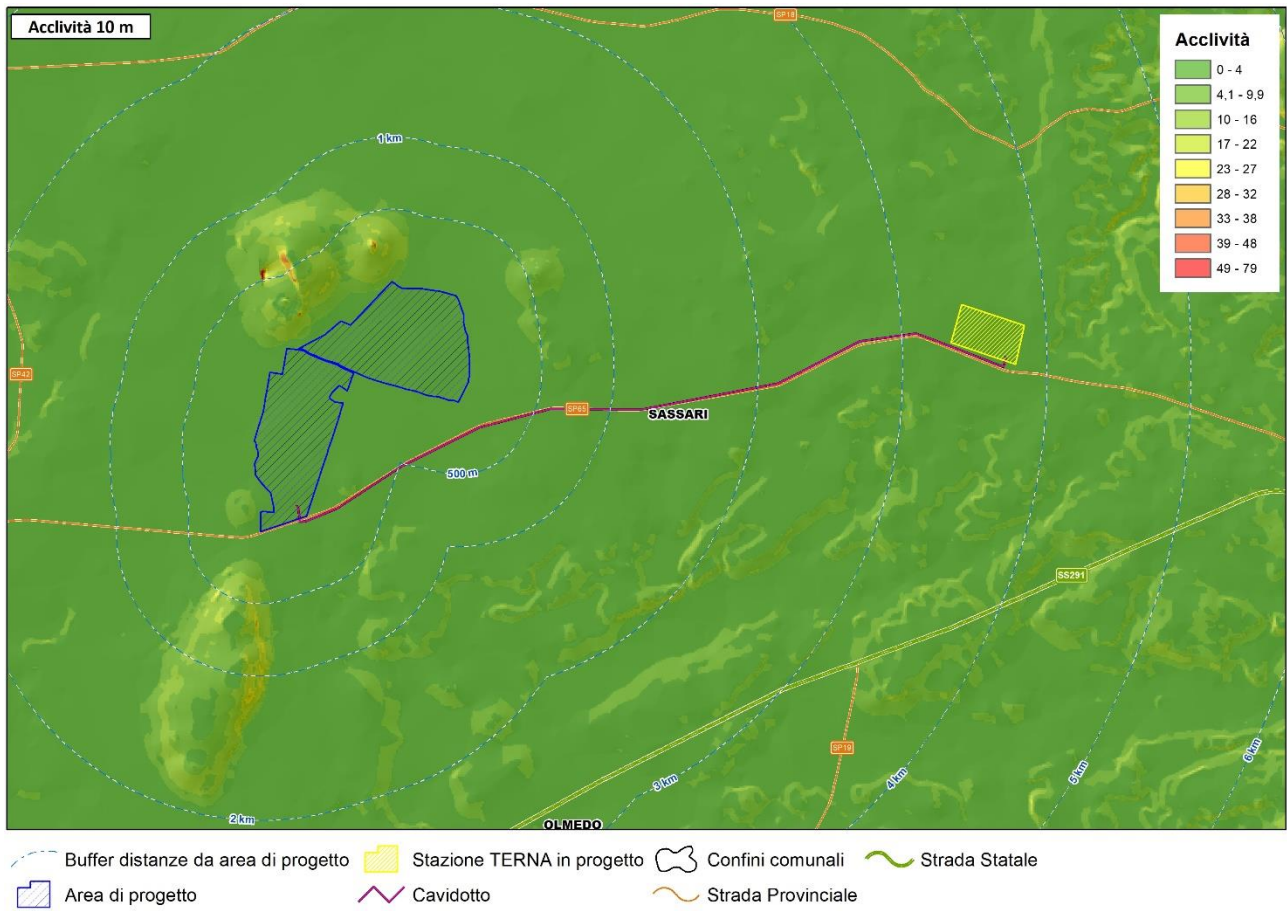 Acclività 10 m
SP18
Acclività
0 - 4
4,1 - 9,9
10 - 16
17 - 22
23 - 27
28 - 32
33 - 38
39 - 48
49 - 79
1 km
SP42
SP65
SASSARI
500 m
SS291
SP19
3 km
4 km
5 km
6 km
2 km
OLMEDO
Buffer distanze da area di progetto
Stazione TERNA in progetto
Confini comunali
Strada Statale
Area di progetto
Cavidotto
Strada Provinciale